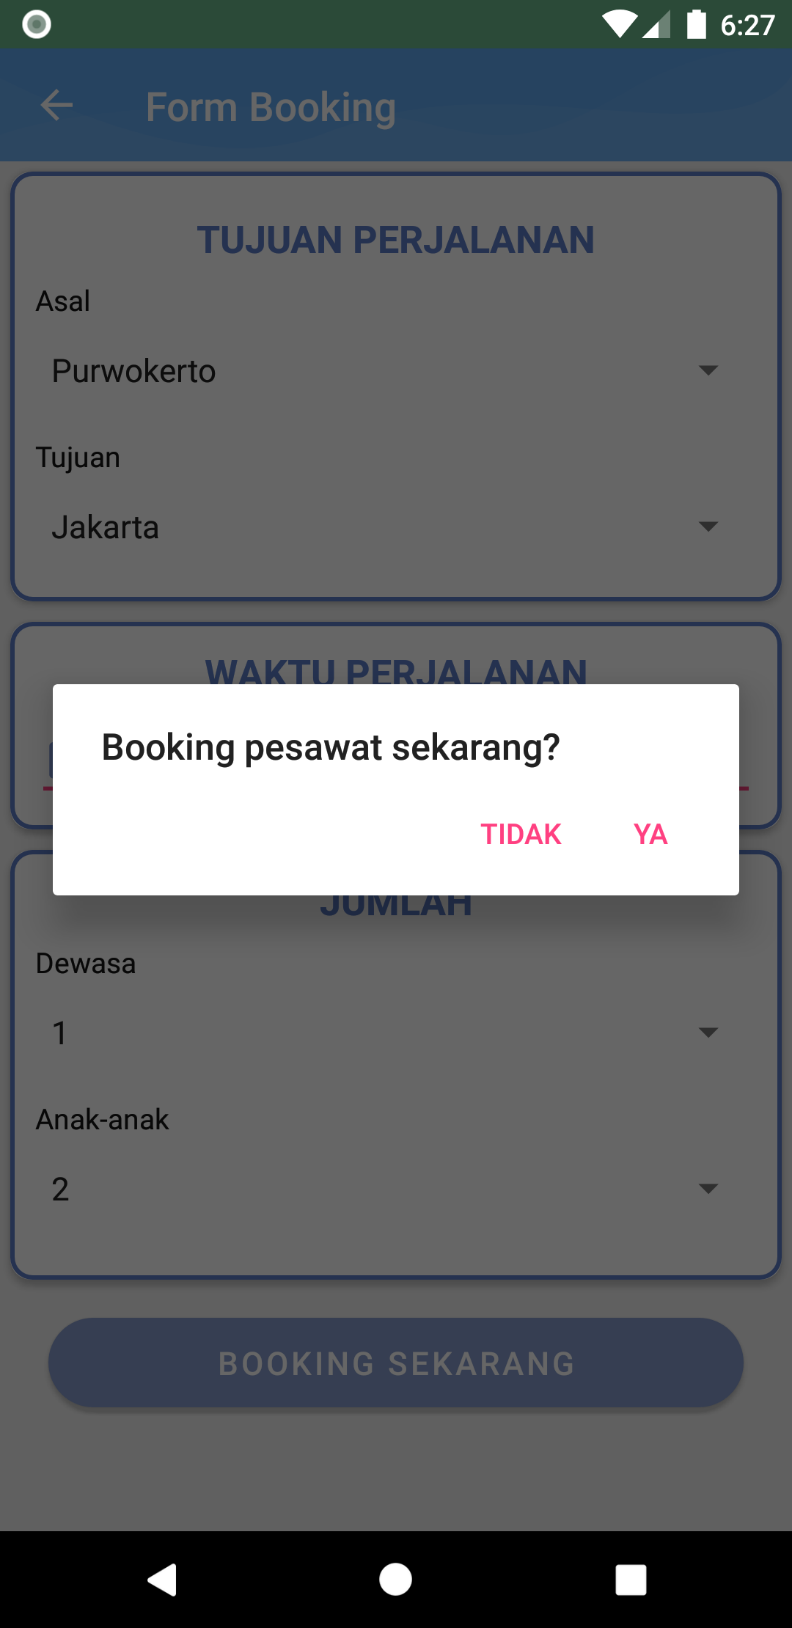 6:27
Form Booking
TUJUAN PERJALANAN
Asal
Purwokerto
Tujuan
Jakarta
WAKTU PERJALANAN
Booking pesawat sekarang?
TIDAK YA
JUMLAH
Dewasa
1
Anak-anak
2
BOOKING SEKARANG